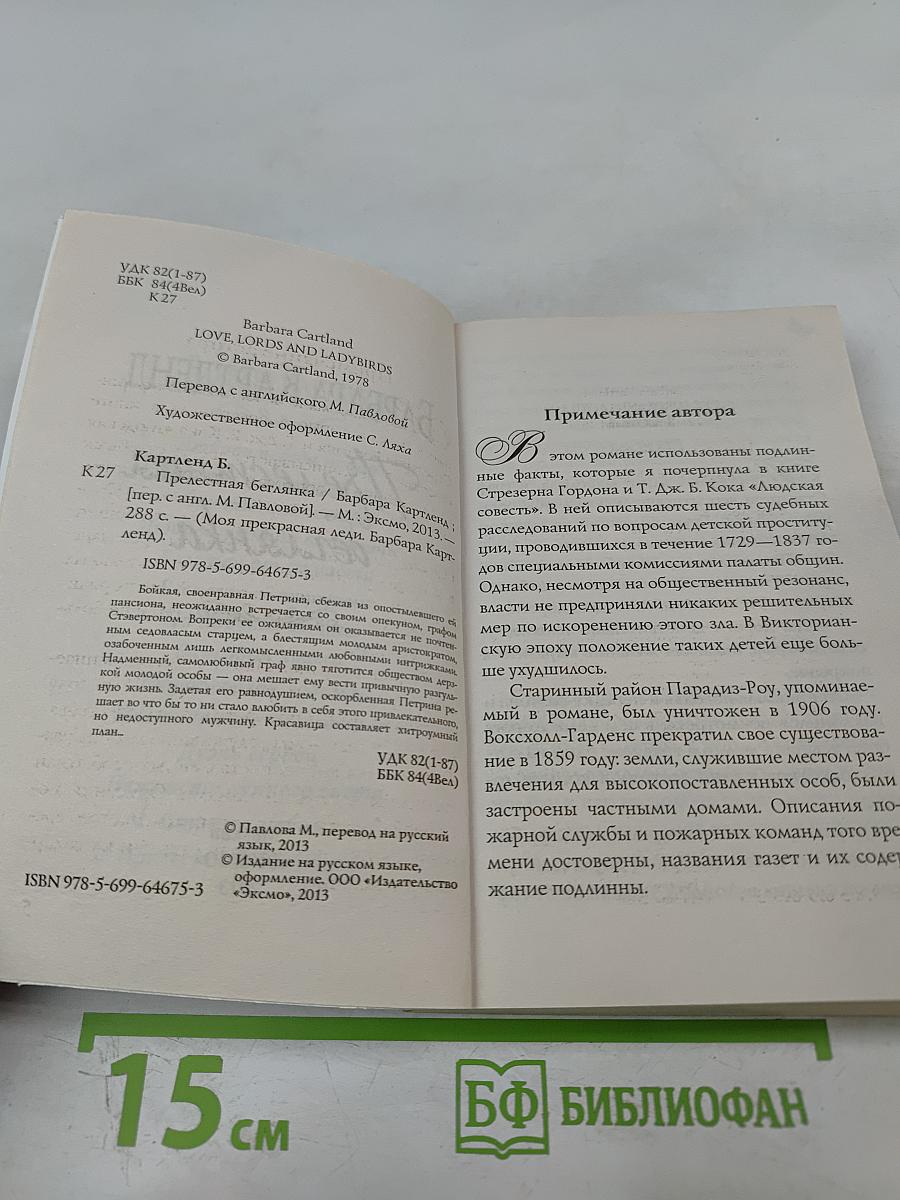 УДК 82(1-87)
ББК 84(4Вел)
К 27
Barbara Cartland
LOVE, LORDS AND LADYBIRDS
© Barbara Cartland, 1978
Перевод с английского М. Павловой
Художественное оформление С. Ляха
Картленд Б.
К 27 Прелестная беглянка / Барбара Картленд ;
[пер. с англ. М. Павловой]. — М. : Эксмо, 2013. —
288 с. — (Моя прекрасная леди. Барбара Карт-
ленд).
ISBN 978-5-699-64675-3
Бойкая, своенравная Петрина, сбежав из опостылевшего ей
пансиона, неожиданно встречается со своим опекуном, графом
Стэвертоном. Вопреки ее ожиданиям он оказывается не почтен-
ным седовласым старцем, а блестящим молодым аристократом,
озабоченным лишь легкомысленными любовными интрижками.
Надменный, самолюбивый граф явно тяготится обществом дерз-
кой молодой особы — она мешает ему вести привычную разгуль-
ную жизнь. Задетая его равнодушием, оскорбленная Петрина ре-
шает во что бы то ни стало влюбить в себя этого привлекательного,
но недоступного мужчину. Красавица составляет хитроумный
план...
УДК 82(1-87)
ББК 84(4Вел)
© Павлова М., перевод на русский
язык, 2013
© Издание на русском языке,
оформление. ООО «Издательство
«Эксмо», 2013
ISBN 978-5-699-64675-3
Примечание автора
В этом романе использованы подлин-
ные факты, которые я почерпнула в книге
Стрезерна Гордона и Т. Дж. Б. Кока «Людская
совесть». В ней описываются шесть судебных
расследований по вопросам детской проститу-
ции, проводившихся в течение 1729—1837 го-
дов специальными комиссиями палаты общин.
Однако, несмотря на общественный резонанс,
власти не предприняли никаких решительных
мер по искоренению этого зла. В Викториан-
скую эпоху положение таких детей еще боль-
ше ухудшилось.
Старинный район Парадиз-Роу, упоминае-
мый в романе, был уничтожен в 1906 году.
Воксхолл-Гарденс прекратил свое существова-
ние в 1859 году: земли, служившие местом раз-
влечения для высокопоставленных особ, были
застроены частными домами. Описания по-
жарной службы и пожарных команд того вре
мени достоверны, названия газет и их содер
жание подлинны.
15 см
БФ БИБЛИОФАН